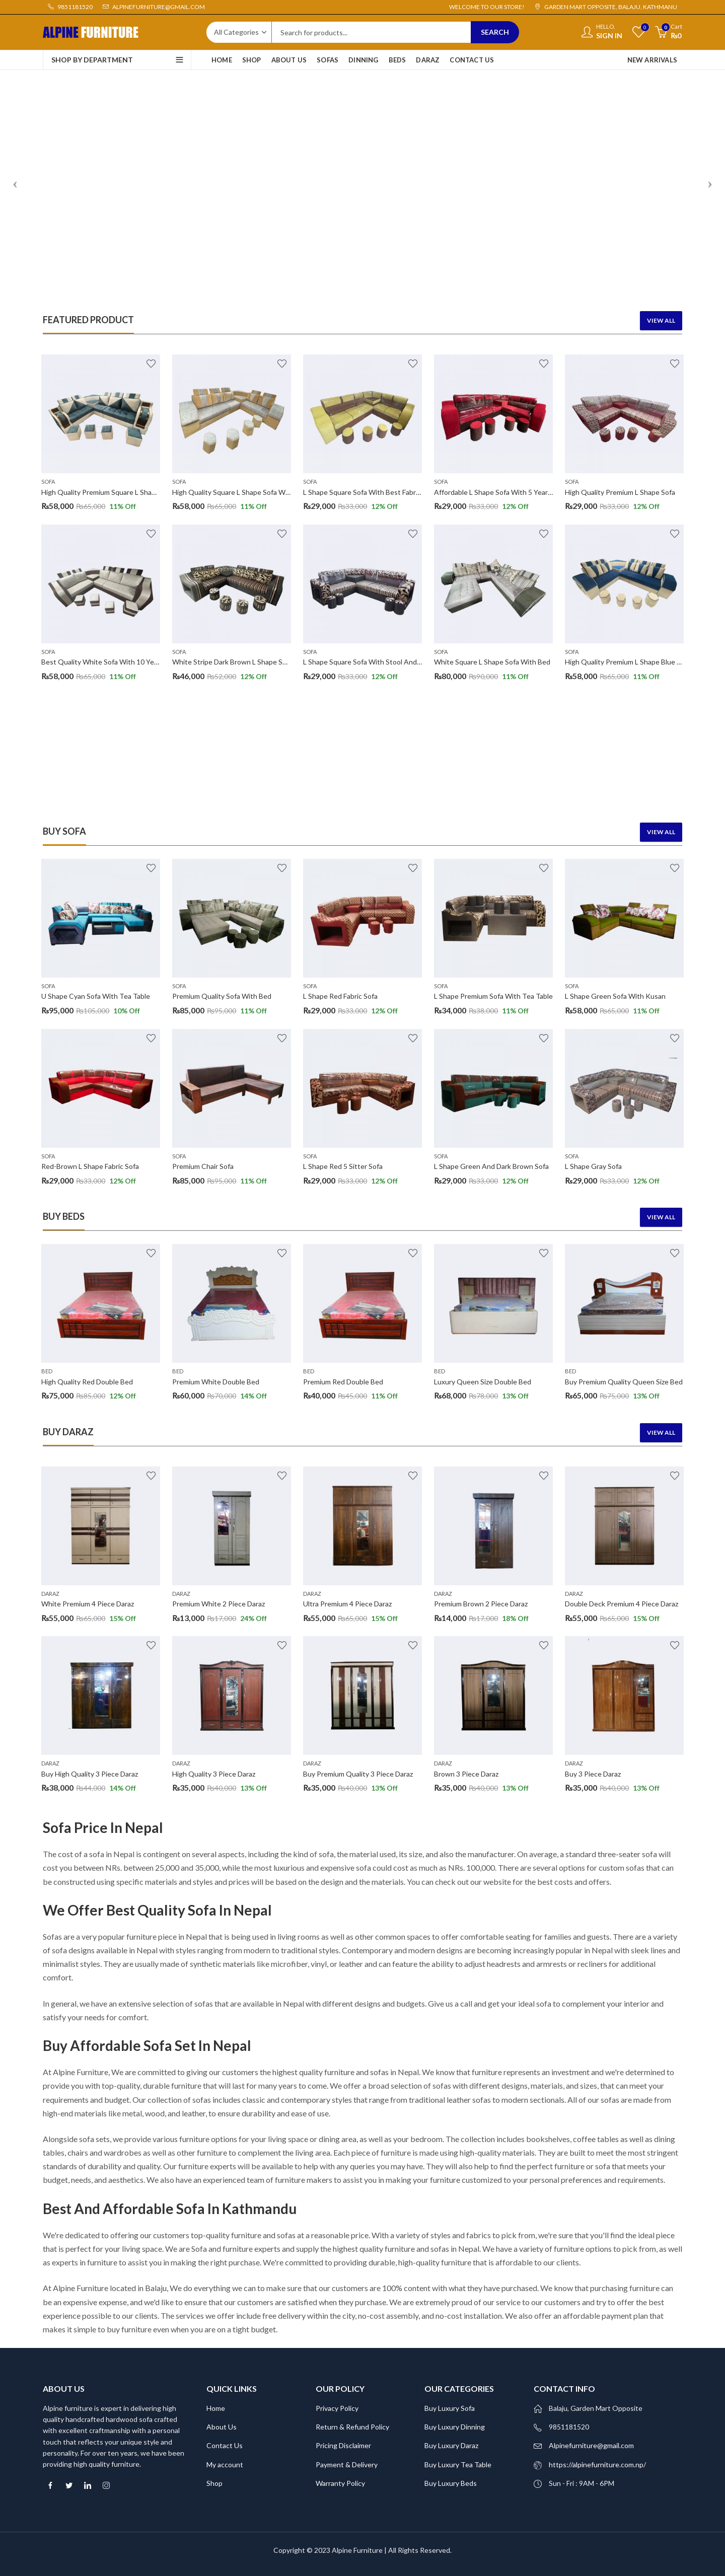 9851181520 ALPINEFURNITURE@GMAIL.COM WELCOME TO OUR STORE! GARDEN MART OPPOSITE, BALAJU, KATHMANU
ALPINE FURNITURE All Categories Search for products... SEARCH HELLO, SIGN IN 0 0 Cart ₨0
SHOP BY DEPARTMENT HOME SHOP ABOUT US SOFAS DINNING BEDS DARAZ CONTACT US NEW ARRIVALS
FEATURED PRODUCT VIEW ALL
SOFA SOFA SOFA SOFA SOFA
High Quality Premium Square L Sha... High Quality Square L Shape Sofa W... L Shape Square Sofa With Best Fabr... Affordable L Shape Sofa With 5 Year... High Quality Premium L Shape Sofa
₨58,000 ₨65,000 11% Off ₨58,000 ₨65,000 11% Off ₨29,000 ₨33,000 12% Off ₨29,000 ₨33,000 12% Off ₨29,000 ₨33,000 12% Off
SOFA SOFA SOFA SOFA SOFA
Best Quality White Sofa With 10 Ye... White Stripe Dark Brown L Shape S... L Shape Square Sofa With Stool And... White Square L Shape Sofa With Bed High Quality Premium L Shape Blue ...
₨58,000 ₨65,000 11% Off ₨46,000 ₨52,000 12% Off ₨29,000 ₨33,000 12% Off ₨80,000 ₨90,000 11% Off ₨58,000 ₨65,000 11% Off
BUY SOFA VIEW ALL
SOFA SOFA SOFA SOFA SOFA
U Shape Cyan Sofa With Tea Table Premium Quality Sofa With Bed L Shape Red Fabric Sofa L Shape Premium Sofa With Tea Table L Shape Green Sofa With Kusan
₨95,000 ₨105,000 10% Off ₨85,000 ₨95,000 11% Off ₨29,000 ₨33,000 12% Off ₨34,000 ₨38,000 11% Off ₨58,000 ₨65,000 11% Off
SOFA SOFA SOFA SOFA SOFA
Red-Brown L Shape Fabric Sofa Premium Chair Sofa L Shape Red 5 Sitter Sofa L Shape Green And Dark Brown Sofa L Shape Gray Sofa
₨29,000 ₨33,000 12% Off ₨85,000 ₨95,000 11% Off ₨29,000 ₨33,000 12% Off ₨29,000 ₨33,000 12% Off ₨29,000 ₨33,000 12% Off
BUY BEDS VIEW ALL
BED BED BED BED BED
High Quality Red Double Bed Premium White Double Bed Premium Red Double Bed Luxury Queen Size Double Bed Buy Premium Quality Queen Size Bed
₨75,000 ₨85,000 12% Off ₨60,000 ₨70,000 14% Off ₨40,000 ₨45,000 11% Off ₨68,000 ₨78,000 13% Off ₨65,000 ₨75,000 13% Off
BUY DARAZ VIEW ALL
DARAZ DARAZ DARAZ DARAZ DARAZ
White Premium 4 Piece Daraz Premium White 2 Piece Daraz Ultra Premium 4 Piece Daraz Premium Brown 2 Piece Daraz Double Deck Premium 4 Piece Daraz
₨55,000 ₨65,000 15% Off ₨13,000 ₨17,000 24% Off ₨55,000 ₨65,000 15% Off ₨14,000 ₨17,000 18% Off ₨55,000 ₨65,000 15% Off
DARAZ DARAZ DARAZ DARAZ DARAZ
Buy High Quality 3 Piece Daraz High Quality 3 Piece Daraz Buy Premium Quality 3 Piece Daraz Brown 3 Piece Daraz Buy 3 Piece Daraz
₨38,000 ₨44,000 14% Off ₨35,000 ₨40,000 13% Off ₨35,000 ₨40,000 13% Off ₨35,000 ₨40,000 13% Off ₨35,000 ₨40,000 13% Off
Sofa Price In Nepal
The cost of a sofa in Nepal is contingent on several aspects, including the kind of sofa, the material used, its size, and also the manufacturer. On average, a standard three-seater sofa will
cost you between NRs. between 25,000 and 35,000, while the most luxurious and expensive sofa could cost as much as NRs. 100,000. There are several options for custom sofas that can
be constructed using specific materials and styles and prices will be based on the design and the materials. You can check out our website for the best costs and offers.
We Offer Best Quality Sofa In Nepal
Sofas are a very popular furniture piece in Nepal that is being used in living rooms as well as other common spaces to offer comfortable seating for families and guests. There are a variety
of sofa designs available in Nepal with styles ranging from modern to traditional styles. Contemporary and modern designs are becoming increasingly popular in Nepal with sleek lines and
minimalist styles. They are usually made of synthetic materials like microfiber, vinyl, or leather and can feature the ability to adjust headrests and armrests or recliners for additional
comfort.
In general, we have an extensive selection of sofas that are available in Nepal with different designs and budgets. Give us a call and get your ideal sofa to complement your interior and
satisfy your needs for comfort.
Buy Affordable Sofa Set In Nepal
At Alpine Furniture, We are committed to giving our customers the highest quality furniture and sofas in Nepal. We know that furniture represents an investment and we're determined to
provide you with top-quality, durable furniture that will last for many years to come. We offer a broad selection of sofas with different designs, materials, and sizes, that can meet your
requirements and budget. Our collection of sofas includes classic and contemporary styles that range from traditional leather sofas to modern sectionals. All of our sofas are made from
high-end materials like metal, wood, and leather, to ensure durability and ease of use.
Alongside sofa sets, we provide various furniture options for your living space or dining area, as well as your bedroom. The collection includes bookshelves, coffee tables as well as dining
tables, chairs and wardrobes as well as other furniture to complement the living area. Each piece of furniture is made using high-quality materials. They are built to meet the most stringent
standards of durability and quality. Our furniture experts will be available to help with any queries you may have. They will also help to find the perfect furniture or sofa that meets your
budget, needs, and aesthetics. We also have an experienced team of furniture makers to assist you in making your furniture customized to your personal preferences and requirements.
Best And Affordable Sofa In Kathmandu
We're dedicated to offering our customers top-quality furniture and sofas at a reasonable price. With a variety of styles and fabrics to pick from, we're sure that you'll find the ideal piece
that is perfect for your living space. We are Sofa and furniture experts and supply the highest quality furniture and sofas in Nepal. We have a variety of furniture options to pick from, as well
as experts in furniture to assist you in making the right purchase. We're committed to providing durable, high-quality furniture that is affordable to our clients.
At Alpine Furniture located in Balaju, We do everything we can to make sure that our customers are 100% content with what they have purchased. We know that purchasing furniture can
be an expensive expense, and we'd like to ensure that our customers are satisfied when they purchase. We are extremely proud of our service to our customers and try to offer the best
experience possible to our clients. The services we offer include free delivery within the city, no-cost assembly, and no-cost installation. We also offer an affordable payment plan that
makes it simple to buy furniture even when you are on a tight budget.
ABOUT US QUICK LINKS OUR POLICY OUR CATEGORIES CONTACT INFO
Alpine furniture is expert in delivering high
quality handcrafted hardwood sofa crafted
with excellent craftmanship with a personal
touch that reflects your unique style and
personality. For over ten years, we have been
providing high quality furniture.
Home
About Us
Contact Us
My account
Shop
Privacy Policy
Return & Refund Policy
Pricing Disclaimer
Payment & Delivery
Warranty Policy
Buy Luxury Sofa
Buy Luxury Dinning
Buy Luxury Daraz
Buy Luxury Tea Table
Buy Luxury Beds
Balaju, Garden Mart Opposite
9851181520
Alpinefurniture@gmail.com
https://alpinefurniture.com.np/
Sun - Fri : 9AM - 6PM
Copyright © 2023 Alpine Furniture | All Rights Reserved.